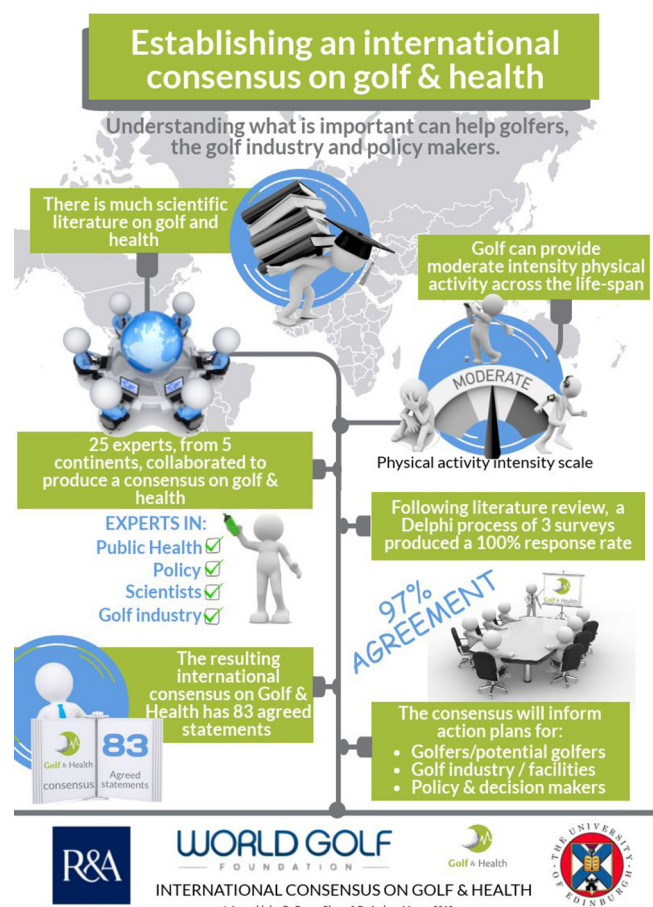 Establishing an international
consensus on golf & health
Understanding what is important can help golfers,
the golf industry and policy makers.
There is much scientific
literature on golf and
health
Golf can provide
moderate intensity physical
activity across the life-span
MODERATE
Physical activity intensity scale
25 experts, from 5
continents, collaborated to
produce a consensus on golf &
health
EXPERTS IN:
Public Health
Policy
Scientists
Golf industry
Following literature review, a
Delphi process of 3 surveys
produced a 100% response rate
97%
AGREEMENT
Golf & Health
The resulting
international
consensus on Golf &
Health has 83 agreed
statements
Golf & Health
consensus
83
Agreed
statements
The consensus will inform
action plans for:
• Golfers/potential golfers
• Golf industry / facilities
• Policy & decision makers
R&A
WORLD GOLF
FOUNDATION
Golf & Health
THE UNIVERSITY OF EDINBURGH
INTERNATIONAL CONSENSUS ON GOLF & HEALTH